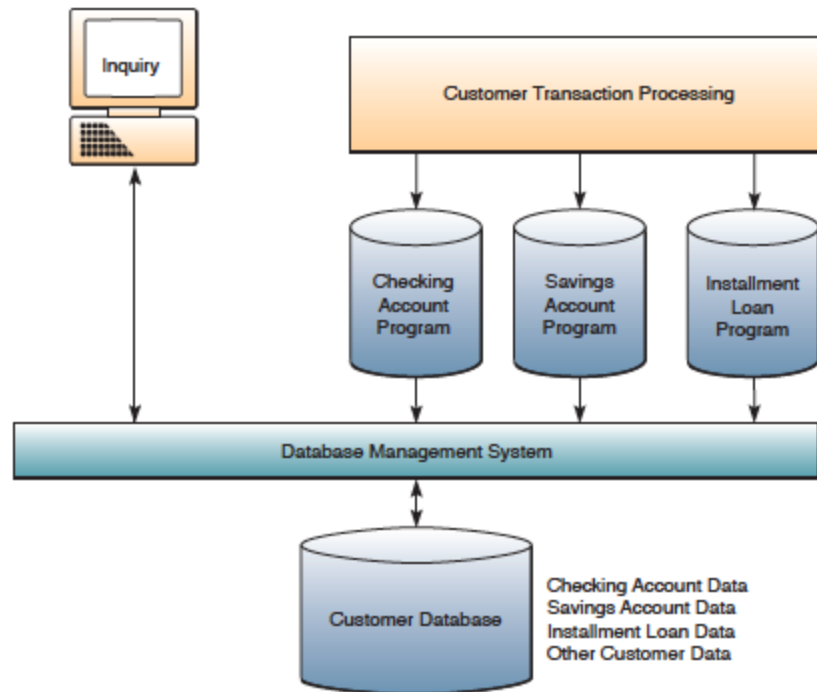 Inquiry
Customer Transaction Processing
Checking
Account
Program
Savings
Account
Program
Installment
Loan
Program
Database Management System
Customer Database
Checking Account Data
Savings Account Data
Installment Loan Data
Other Customer Data